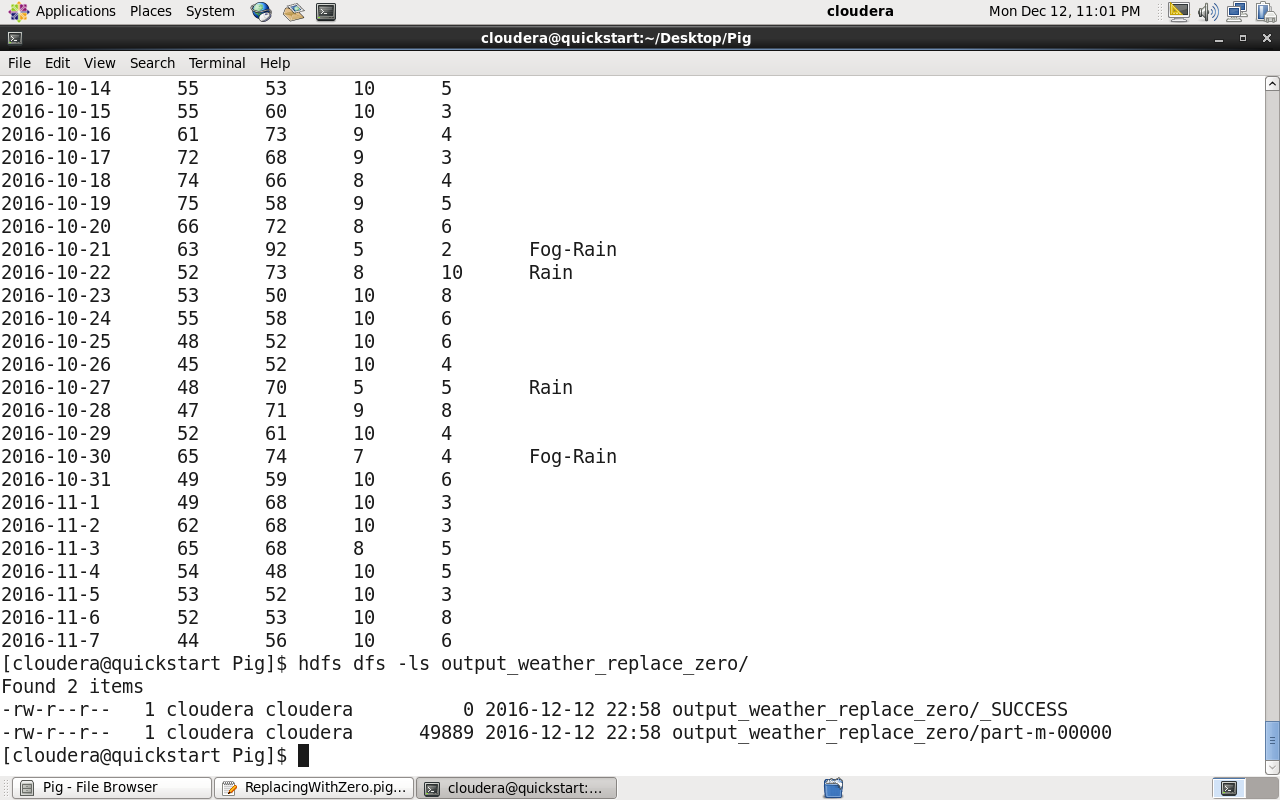 Applications Places System cloudera Mon Dec 12, 11:01 PM
cloudera@quickstart:~/Desktop/Pig
File Edit View Search Terminal Help
2016-10-14 55 53 10 5
2016-10-15 55 60 10 3
2016-10-16 61 73 9 4
2016-10-17 72 68 9 3
2016-10-18 74 66 8 4
2016-10-19 75 58 9 5
2016-10-20 66 72 8 6
2016-10-21 63 92 5 2 Fog-Rain
2016-10-22 52 73 8 10 Rain
2016-10-23 53 50 10 8
2016-10-24 55 58 10 6
2016-10-25 48 52 10 6
2016-10-26 45 52 10 4
2016-10-27 48 70 5 5 Rain
2016-10-28 47 71 9 8
2016-10-29 52 61 10 4
2016-10-30 65 74 7 4 Fog-Rain
2016-10-31 49 59 10 6
2016-11-1 49 68 10 3
2016-11-2 62 68 10 3
2016-11-3 65 68 8 5
2016-11-4 54 48 10 5
2016-11-5 53 52 10 3
2016-11-6 52 53 10 8
2016-11-7 44 56 10 6
[cloudera@quickstart Pig]$ hdfs dfs -ls output_weather_replace_zero/
Found 2 items
-rw-r--r-- 1 cloudera cloudera 0 2016-12-12 22:58 output_weather_replace_zero/_SUCCESS
-rw-r--r-- 1 cloudera cloudera 49889 2016-12-12 22:58 output_weather_replace_zero/part-m-00000
[cloudera@quickstart Pig]$
Pig - File Browser ReplacingWithZero.pig... cloudera@quickstart:...